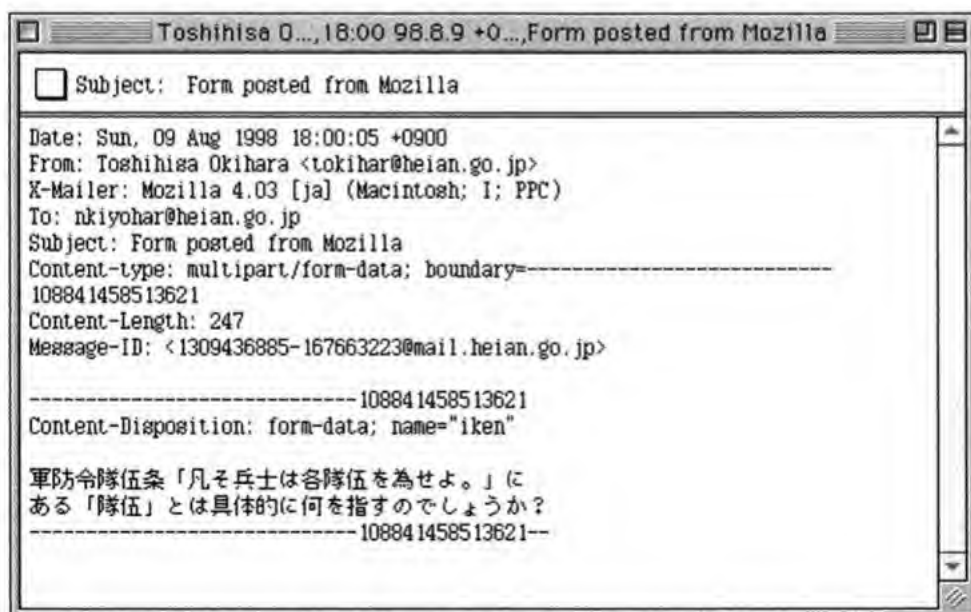 Toshihisa O...,18:00 98.8.9 +0...,Form posted from Mozilla
Subject: Form posted from Mozilla
Date: Sun, 09 Aug 1998 18:00:05 +0900
From: Toshihisa Okihara <tokihar@heian.go.jp>
X-Mailer: Mozilla 4.03 [ja] (Macintosh; I; PPC)
To: nkiyohar@heian.go.jp
Subject: Form posted from Mozilla
Content-type: multipart/form-data; boundary=---------------------------
108841458513621
Content-Length: 247
Message-ID: <1309436885-167663223@mail.heian.go.jp>
-----------------------------108841458513621
Content-Disposition: form-data; name="iken"
軍防令隊伍条「凡そ兵士は各隊伍を為せよ。」に
ある「隊伍」とは具体的に何を指すのでしょうか?
-----------------------------108841458513621--